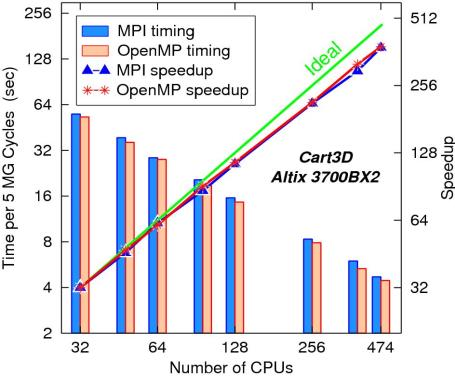 256
128
64
32
16
8
4
2
Time per 5 MG Cycles (sec)
MPI timing
OpenMP timing
MPI speedup
OpenMP speedup
Ideal
Cart3D
Altix 3700BX2
512
256
128
64
32
Speedup
32 64 128 256 474
Number of CPUs